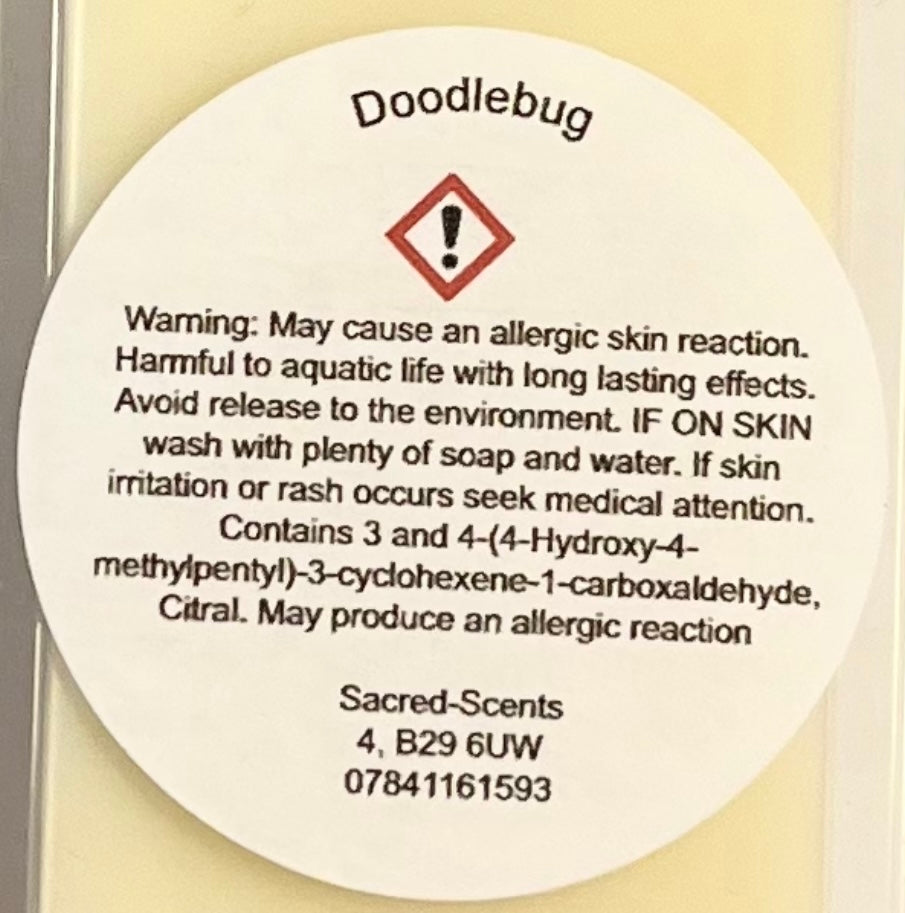 Doodlebug
!
Warning: May cause an allergic skin reaction.
Harmful to aquatic life with long lasting effects.
Avoid release to the environment. IF ON SKIN
wash with plenty of soap and water. If skin
irritation or rash occurs seek medical attention.
Contains 3 and 4-(4-Hydroxy-4-
methylpentyl)-3-cyclohexene-1-carboxaldehyde,
Citral. May produce an allergic reaction
Sacred-Scents
4, B29 6UW
07841161593